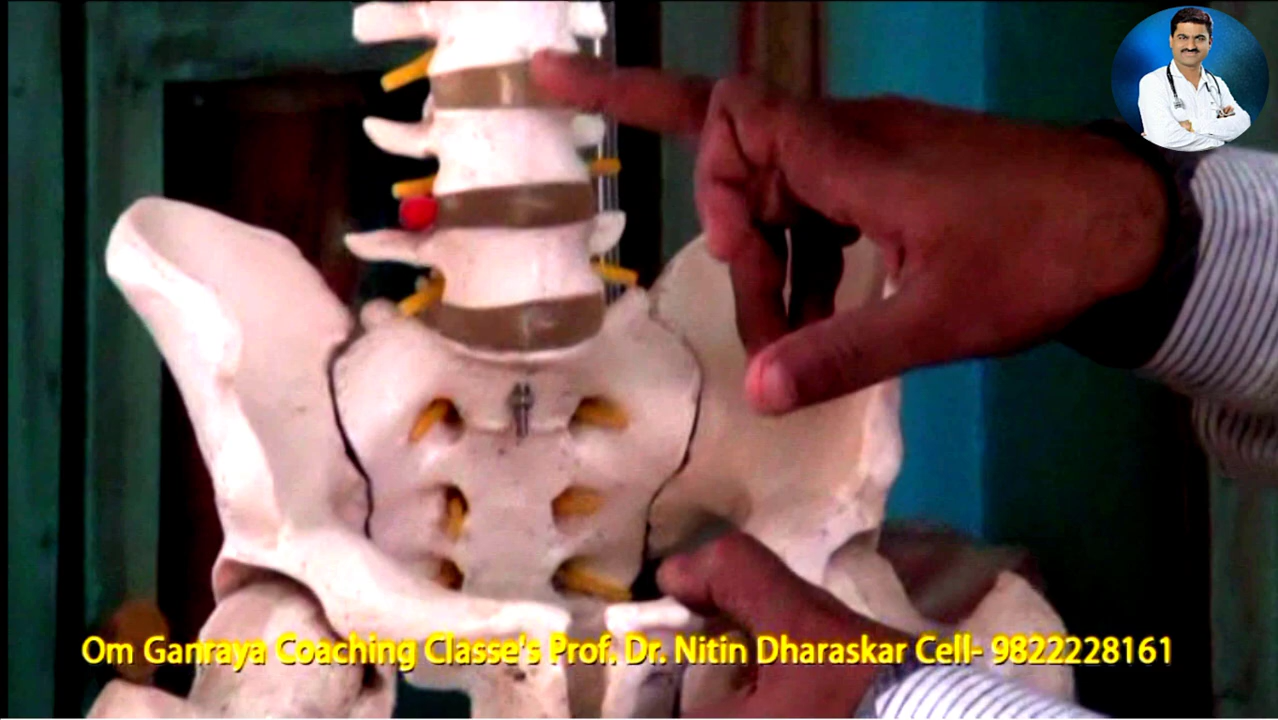 Om Ganraya Coaching Classe's Prof. Dr. Nitin Dharaskar Cell- 9822228161